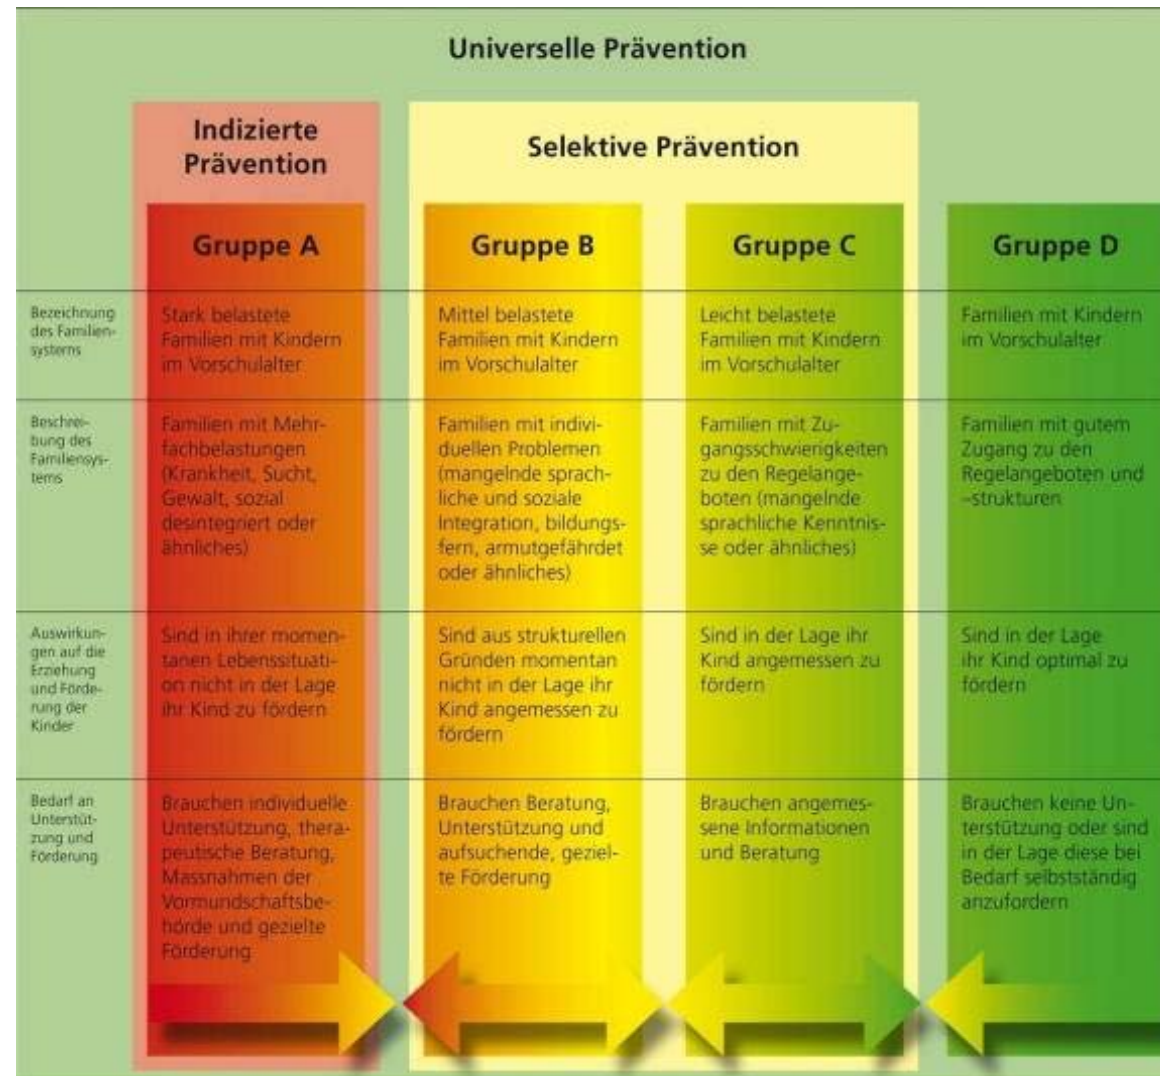 Universelle Prävention
Indizierte
Prävention
Selektive Prävention
Gruppe A
Gruppe B
Gruppe C
Gruppe D
Bezeichnung
des Familien-
systems
Stark belastete
Familien mit Kindern
im Vorschulalter
Mittel belastete
Familien mit Kindern
im Vorschulalter
Leicht belastete
Familien mit Kindern
im Vorschulalter
Familien mit Kindern
im Vorschulalter
Beschrei-
bung des
Familiensys-
tems
Familien mit Mehr-
fachbelastungen
(Krankheit, Sucht,
Gewalt, sozial
desintegriert oder
ähnliches)
Familien mit indivi-
duellen Problemen
(mangelnde sprach-
liche und soziale
Integration, bildungs-
fern, armutgefährdet
oder ähnliches)
Familien mit Zu-
gangsschwierigkeiten
zu den Regelange-
boten (mangelnde
sprachliche Kenntnis-
se oder ähnliches)
Familien mit gutem
Zugang zu den
Regelangeboten und
–strukturen
Auswirkun-
gen auf die
Erziehung
und Förde-
rung der
Kinder
Sind in ihrer momen-
tanen Lebenssituati-
on nicht in der Lage
ihr Kind zu fördern
Sind aus strukturellen
Gründen momentan
nicht in der Lage ihr
Kind angemessen zu
fördern
Sind in der Lage ihr
Kind angemessen zu
fördern
Sind in der Lage
ihr Kind optimal zu
fördern
Bedarf an
Unterstüt-
zung und
Förderung
Brauchen individuelle
Unterstützung, thera-
peutische Beratung,
Massnahmen der
Vormundschaftsbe-
hörde und gezielte
Förderung
Brauchen Beratung,
Unterstützung und
aufsuchende, geziel-
te Förderung
Brauchen angemes-
sene Informationen
und Beratung
Brauchen keine Un-
terstützung oder sind
in der Lage diese bei
Bedarf selbstständig
anzufordern